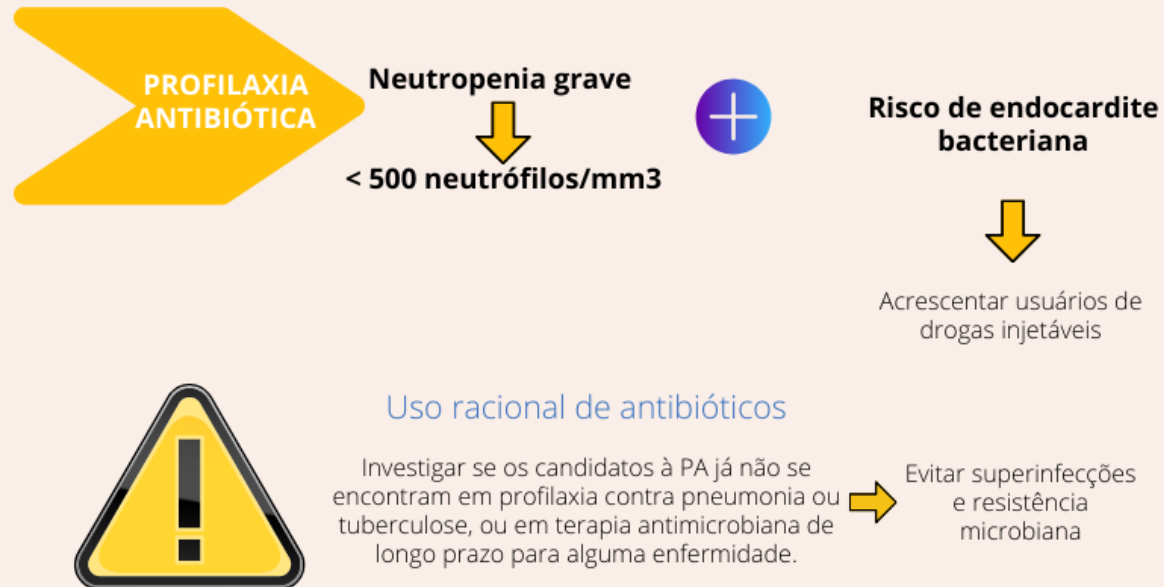 PROFILAXIA
ANTIBIÓTICA
Neutropenia grave
< 500 neutrófilos/mm3
Risco de endocardite
bacteriana
Acrescentar usuários de
drogas injetáveis
Uso racional de antibióticos
Investigar se os candidatos à PA já não se
encontram em profilaxia contra pneumonia ou
tuberculose, ou em terapia antimicrobiana de
longo prazo para alguma enfermidade.
Evitar superinfecções
e resistência
microbiana